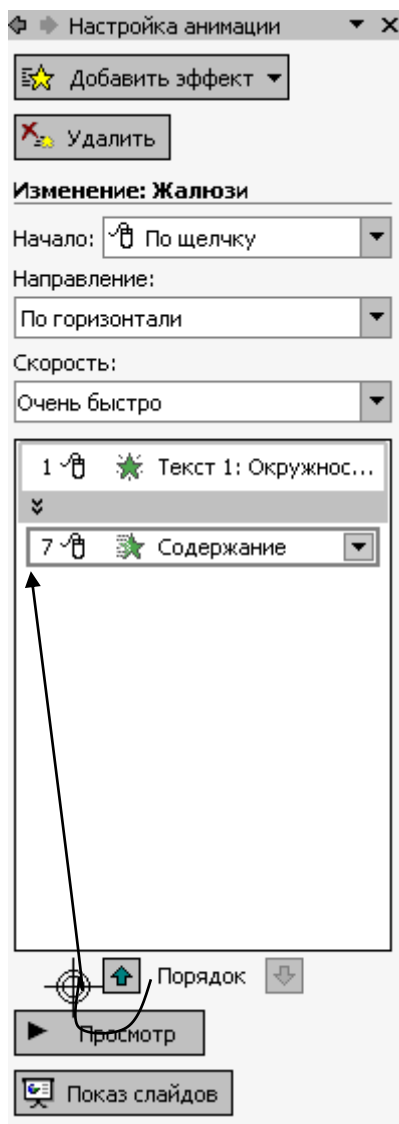 Настройка анимации
Добавить эффект
Удалить
Изменение: Жалюзи
Начало: По щелчку
Направление:
По горизонтали
Скорость:
Очень быстро
1 Текст 1: Окружнос...
7 Содержание
Порядок
Просмотр
Показ слайдов